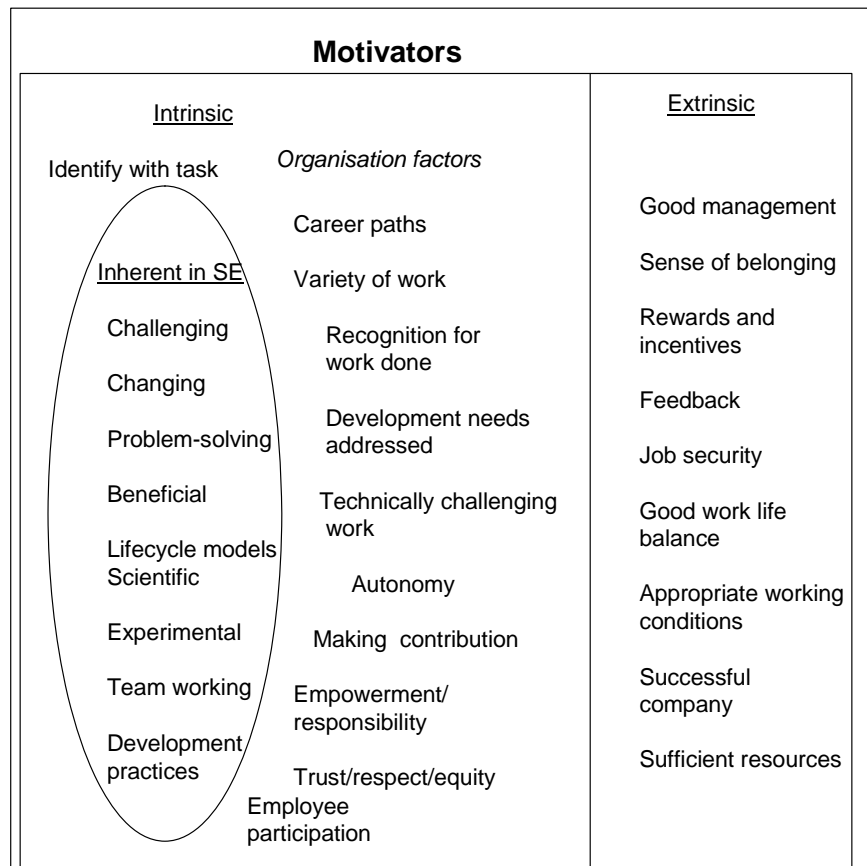 Motivators
Intrinsic
Identify with task
Inherent in SE
Challenging
Changing
Problem-solving
Beneficial
Lifecycle models
Scientific
Experimental
Team working
Development
practices
Organisation factors
Career paths
Variety of work
Recognition for
work done
Development needs
addressed
Technically challenging
work
Autonomy
Making contribution
Empowerment/
responsibility
Trust/respect/equity
Employee
participation
Extrinsic
Good management
Sense of belonging
Rewards and
incentives
Feedback
Job security
Good work life
balance
Appropriate working
conditions
Successful
company
Sufficient resources